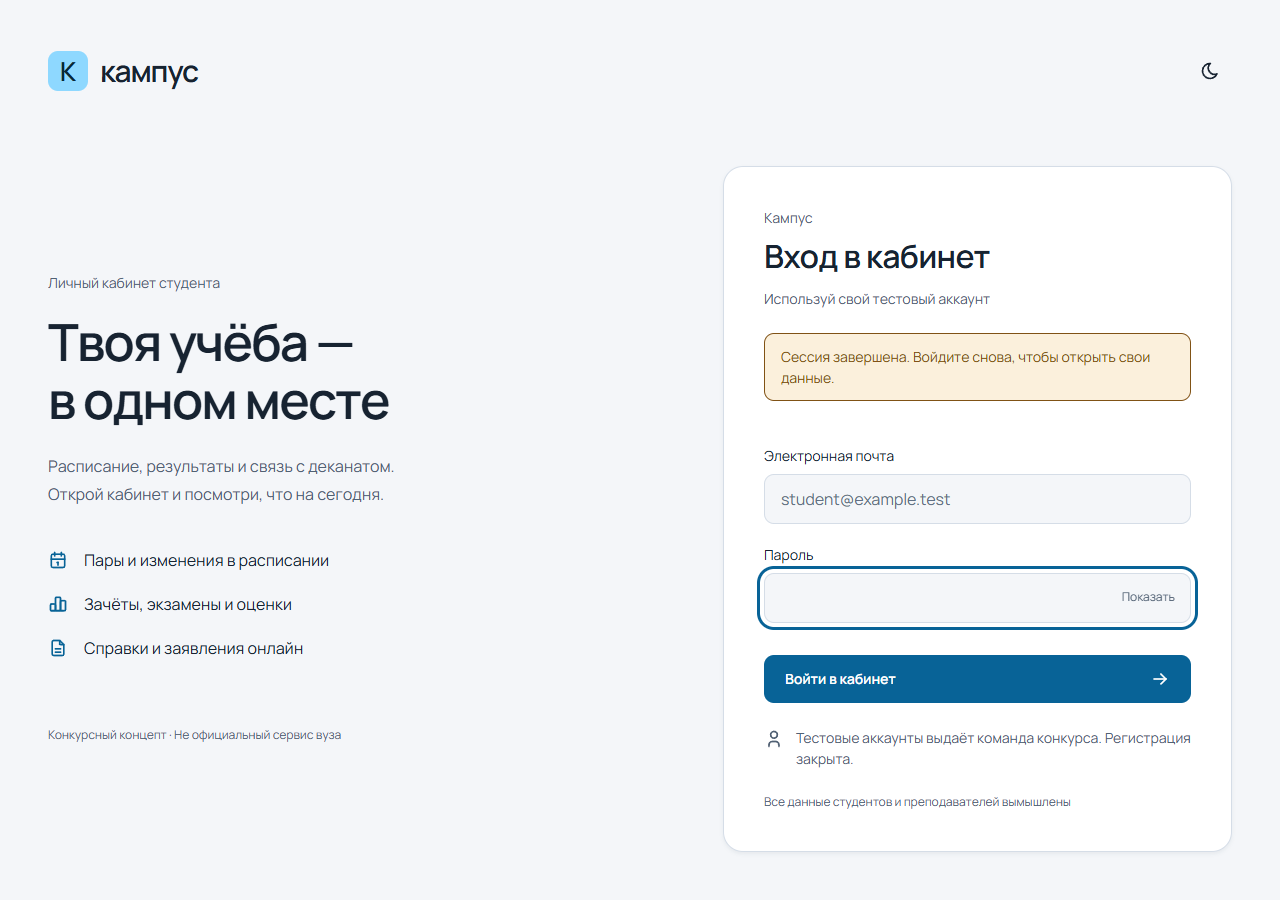 К кампус
Личный кабинет студента
Твоя учёба —
в одном месте
Расписание, результаты и связь с деканатом.
Открой кабинет и посмотри, что на сегодня.
Пары и изменения в расписании
Зачёты, экзамены и оценки
Справки и заявления онлайн
Конкурсный концепт · Не официальный сервис вуза
Кампус
Вход в кабинет
Используй свой тестовый аккаунт
Сессия завершена. Войдите снова, чтобы открыть свои
данные.
Электронная почта
student@example.test
Пароль
Показать
Войти в кабинет
Тестовые аккаунты выдаёт команда конкурса. Регистрация
закрыта.
Все данные студентов и преподавателей вымышлены